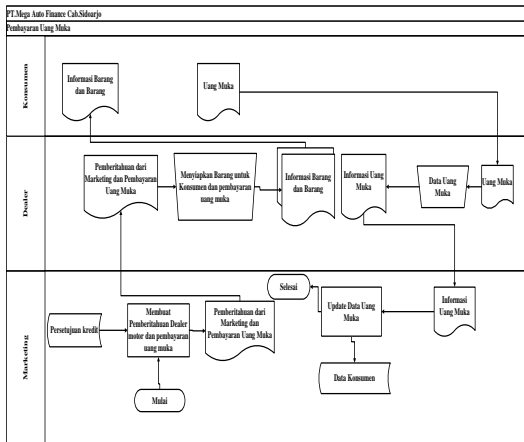 PT.Mega Auto Finance Cab.Sidoarjo
Pembayaran Uang Muka
Konsumen
Informasi Barang
dan Barang
Uang Muka
Dealer
Pemberitahuan dari
Marketing dan Pembayaran
Uang Muka
Menyiapkan Barang untuk
Konsumen dan pembayaran
uang muka
Informasi Barang
dan Barang
Informasi Uang
Muka
Data Uang
Muka
Uang Muka
Marketing
Persetujuan kredit
Membuat
Pemberitahuan Dealer
motor dan pembayaran
uang muka
Pemberitahuan dari
Marketing dan
Pembayaran Uang Muka
Selesai
Update Data Uang
Muka
Informasi
Uang Muka
Data Konsumen
Mulai